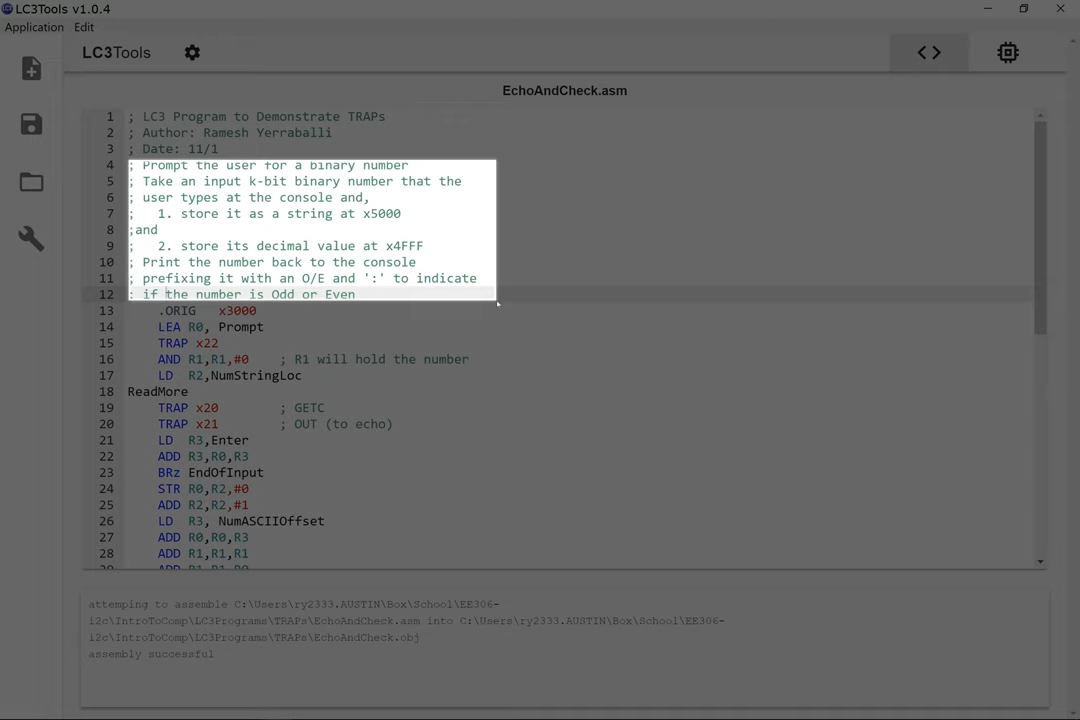 LC3Tools v1.0.4
Application Edit
LC3Tools
< >
EchoAndCheck.asm
1 ; LC3 Program to Demonstrate TRAPs
2 ; Author: Ramesh Yerraballi
3 ; Date: 11/1
4 ; Prompt the user for a binary number
5 ; Take an input k-bit binary number that the
6 ; user types at the console and,
7 ;   1. store it as a string at x5000
8 ;and
9 ;   2. store its decimal value at x4FFF
10 ; Print the number back to the console
11 ; prefixing it with an O/E and ':' to indicate
12 ; if the number is Odd or Even
13     .ORIG   x3000
14     LEA R0, Prompt
15     TRAP x22
16     AND R1,R1,#0    ; R1 will hold the number
17     LD  R2,NumStringLoc
18 ReadMore
19     TRAP x20        ; GETC
20     TRAP x21        ; OUT (to echo)
21     LD  R3,Enter
22     ADD R3,R0,R3
23     BRz EndOfInput
24     STR R0,R2,#0
25     ADD R2,R2,#1
26     LD  R3, NumASCIIOffset
27     ADD R0,R0,R3
28     ADD R1,R1,R1
29     ADD R1,R1,R0
attemping to assemble C:\Users\ry2333.AUSTIN\Box\School\EE306-
i2c\IntroToComp\LC3Programs\TRAPs\EchoAndCheck.asm into C:\Users\ry2333.AUSTIN\Box\School\EE306-
i2c\IntroToComp\LC3Programs\TRAPs\EchoAndCheck.obj
assembly successful